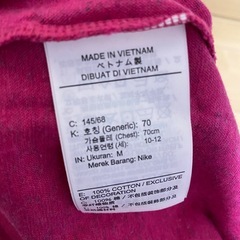 MADE IN VIETNAM
ベトナム製
DIBUAT DI VIETNAM
C: 145/68
K: 호칭 (Generic): 70
가슴둘레 (Chest): 70cm
사용연령 (Size): 10-12
IN: Ukuran: M
Merek Barang: Nike
E: 100% COTTON / EXCLUSIVE
OF DECORATION